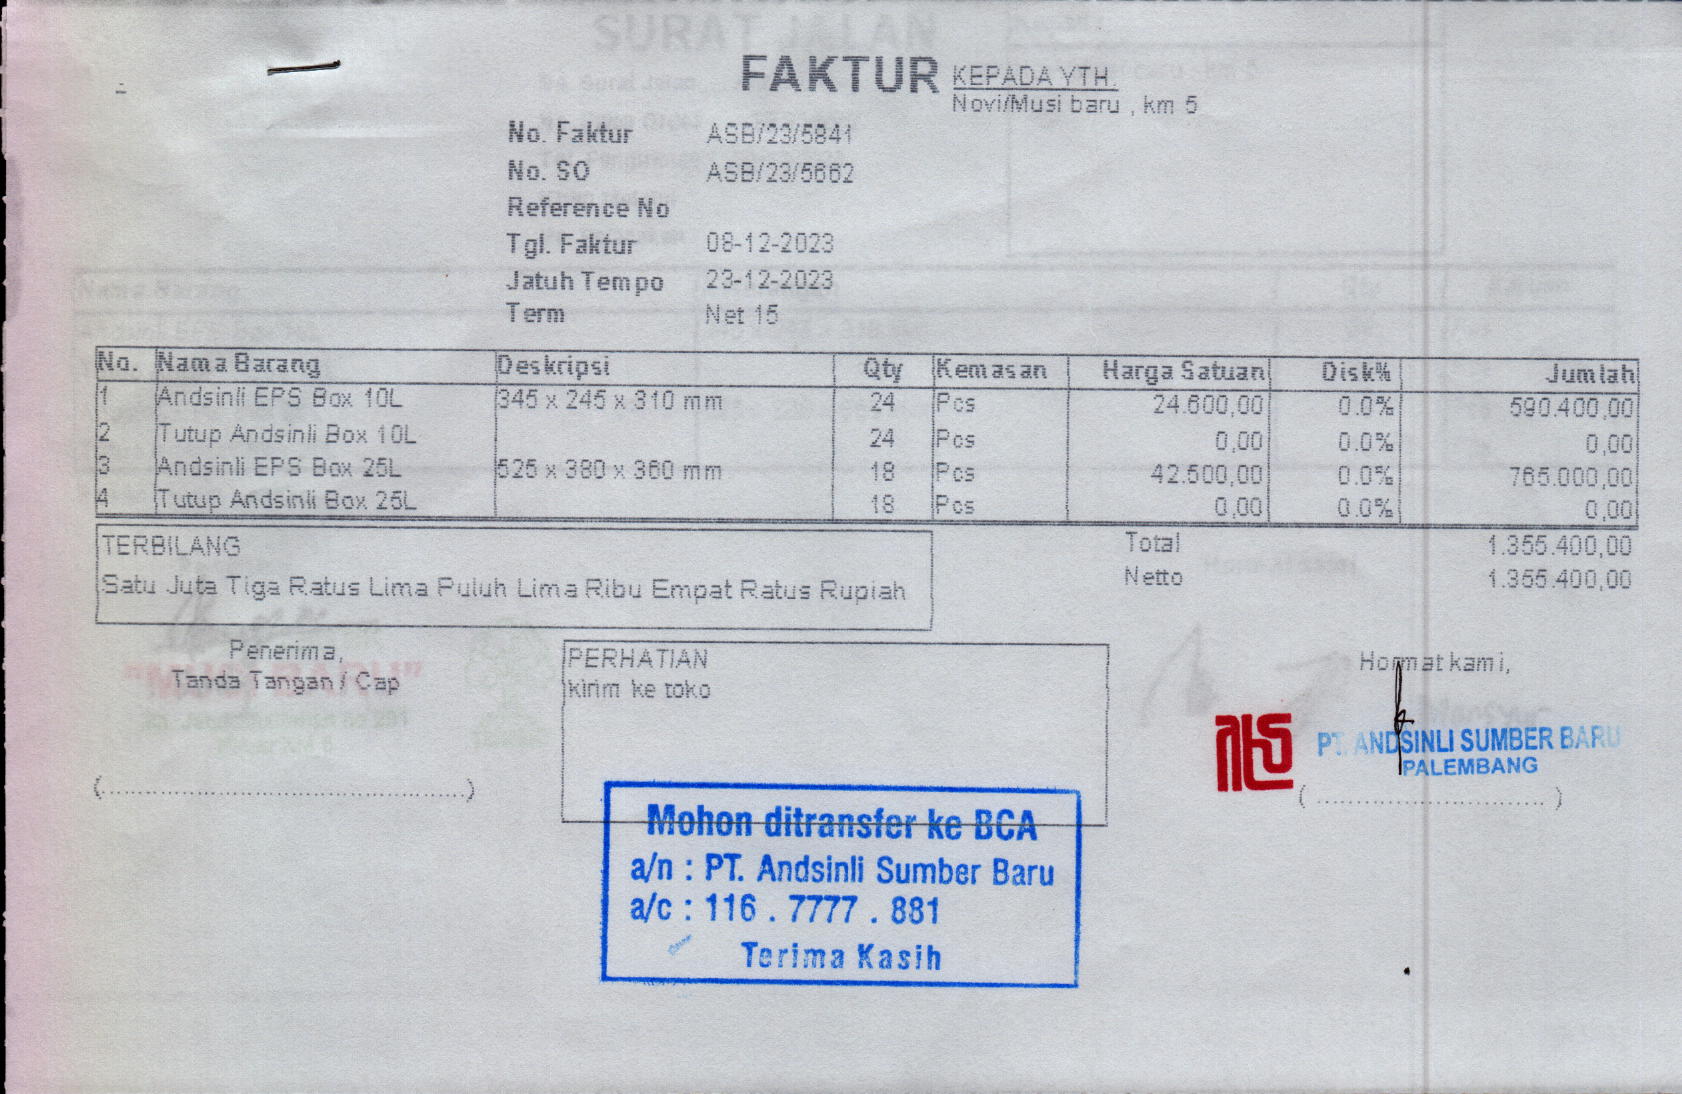 FAKTUR
KEPADA YTH.
Novi/Musi baru , km 5
No. Faktur ASB/23/5841
No. SO ASB/23/5662
Reference No
Tgl. Faktur 08-12-2023
Jatuh Tempo 23-12-2023
Term Net 15
No. Nama Barang Deskripsi Qty Kemasan Harga Satuan Disk% Jumlah
1 Andsinli EPS Box 10L 345 x 245 x 310 mm 24 Pcs 24.600,00 0.0% 590.400,00
2 Tutup Andsinli Box 10L 24 Pcs 0,00 0.0% 0,00
3 Andsinli EPS Box 25L 525 x 380 x 360 mm 18 Pcs 42.500,00 0.0% 765.000,00
4 Tutup Andsinli Box 25L 18 Pcs 0,00 0.0% 0,00
TERBILANG
Satu Juta Tiga Ratus Lima Puluh Lima Ribu Empat Ratus Rupiah
Total 1.355.400,00
Netto 1.355.400,00
Penerima,
Tanda Tangan / Cap
PERHATIAN
kirim ke toko
Hormat kami,
PT. ANDSINLI SUMBER BARU
PALEMBANG
Mohon ditransfer ke BCA
a/n : PT. Andsinli Sumber Baru
a/c : 116 . 7777 . 881
Terima Kasih
SURAT JALAN
"MUSI BARU"